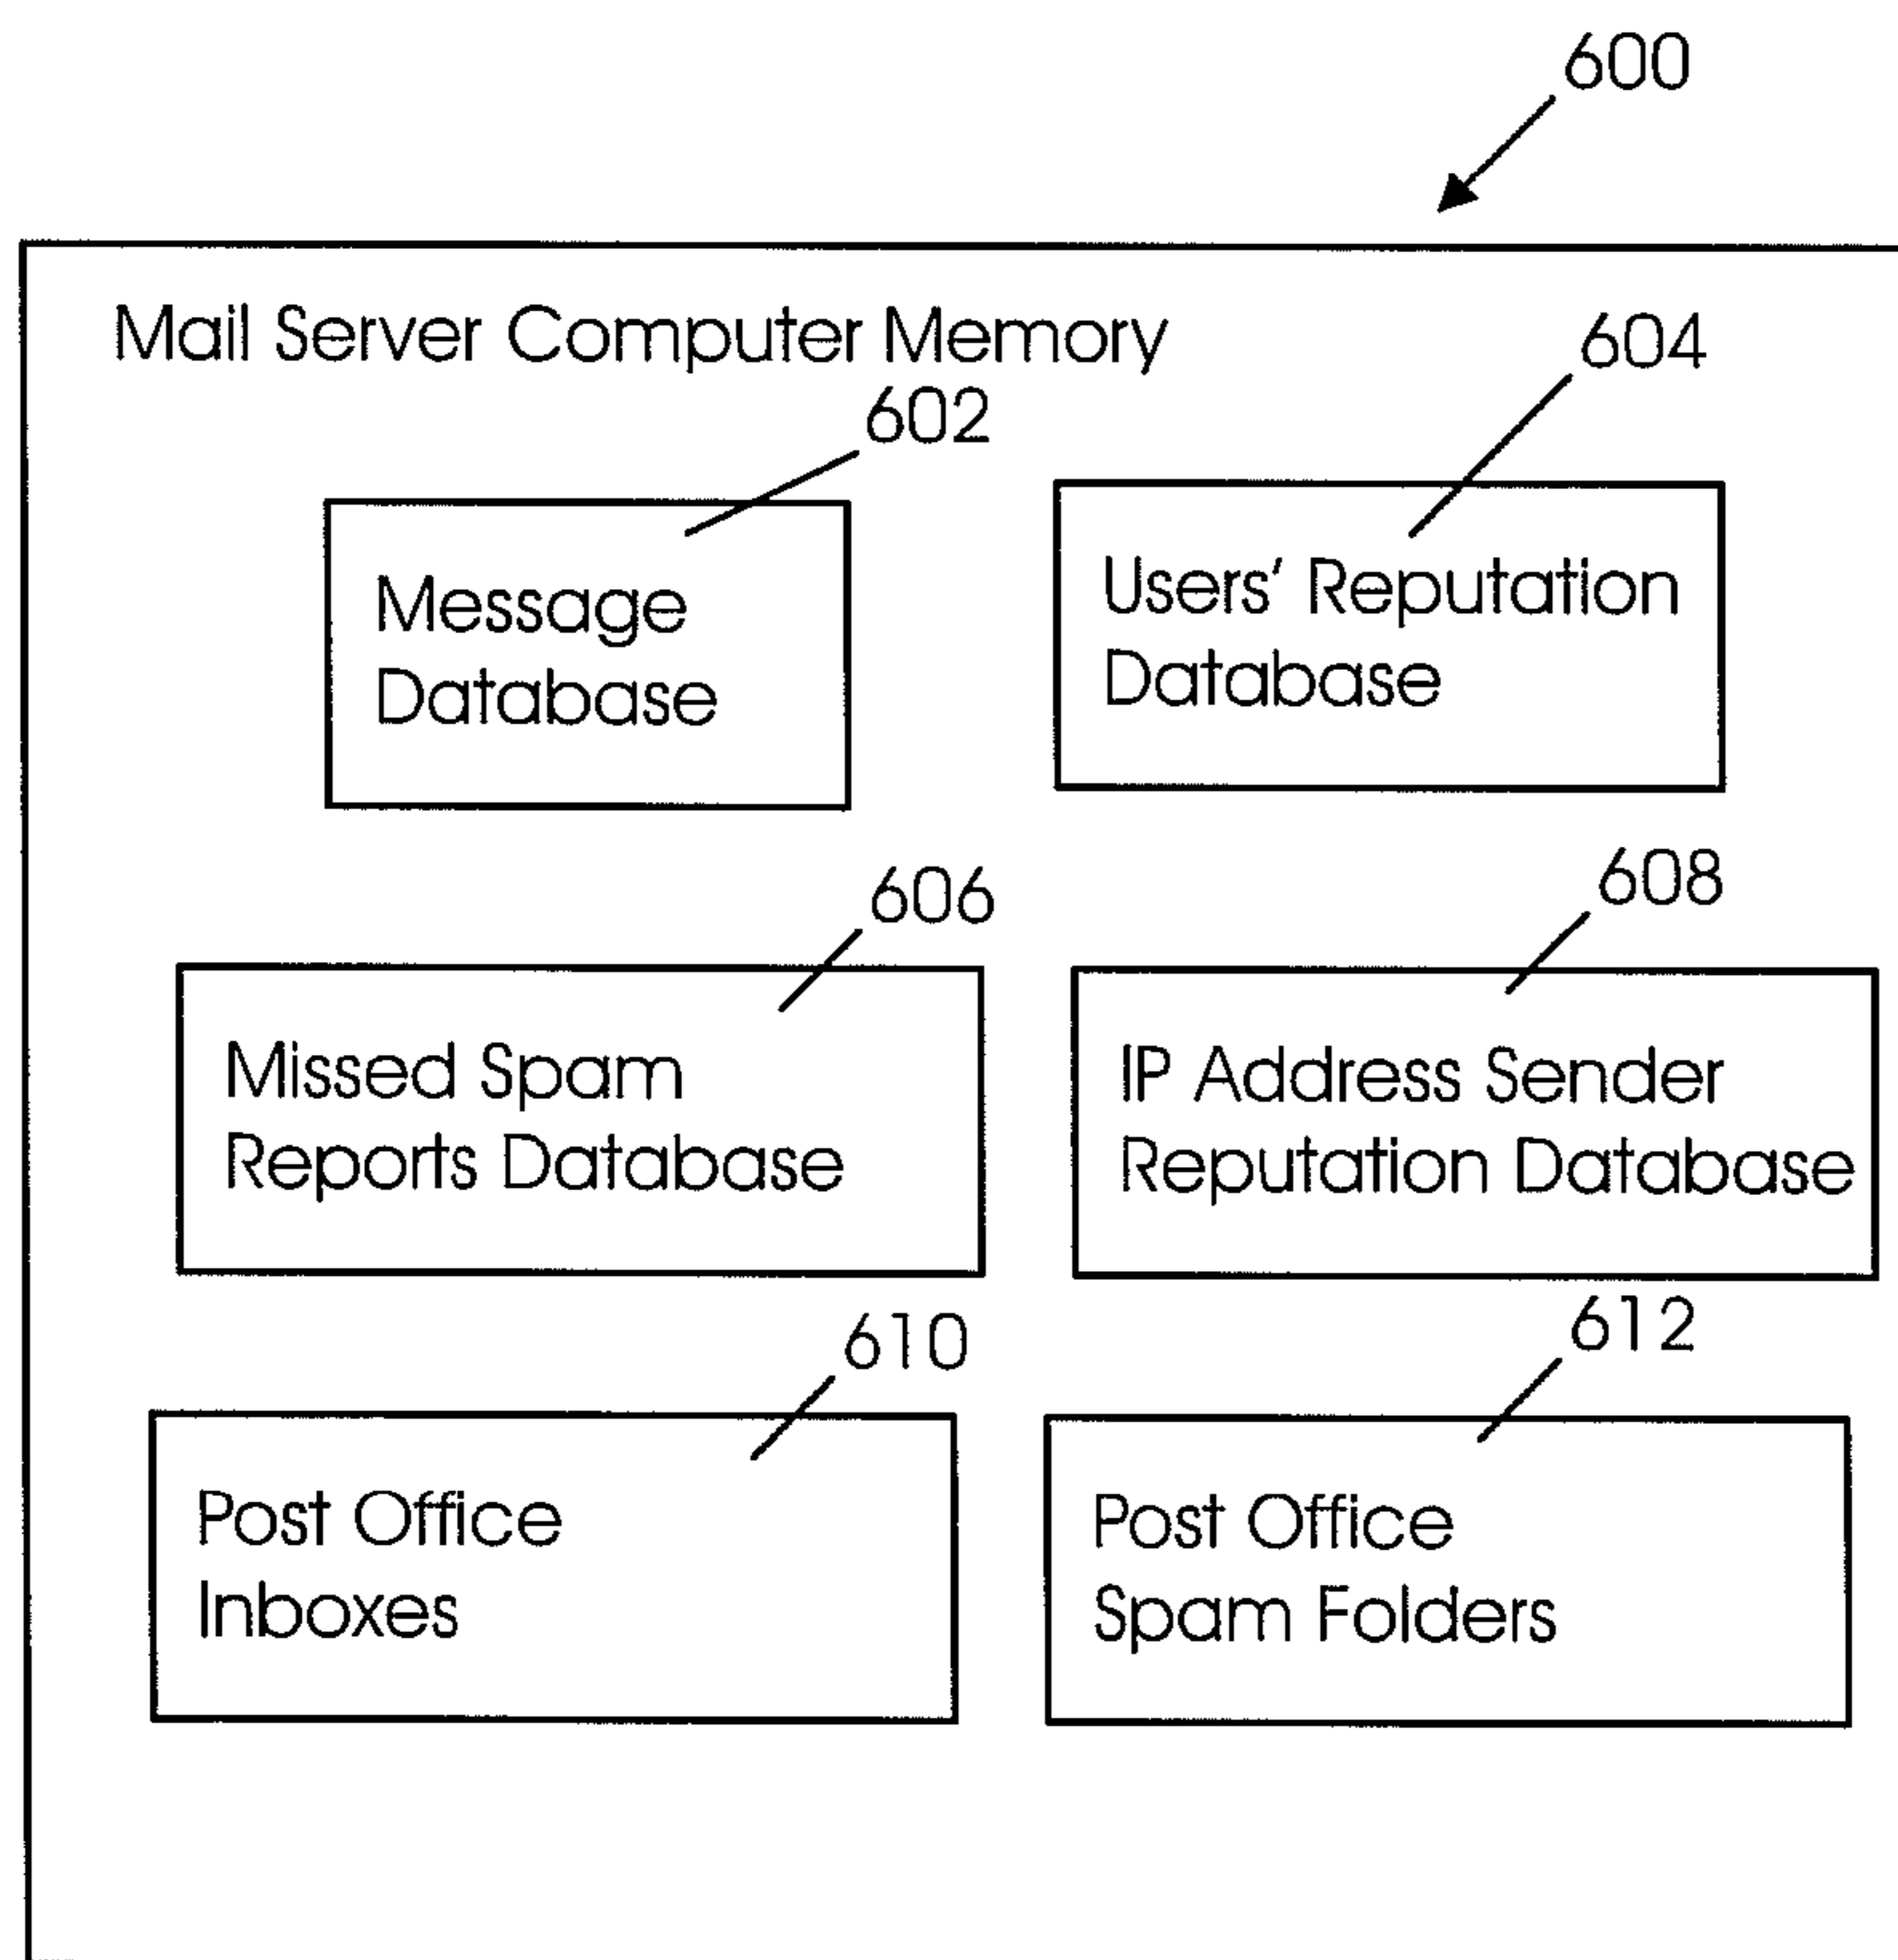 600
Mail Server Computer Memory
604
602
Message
Database
Users' Reputation
Database
606
608
Missed Spam
Reports Database
IP Address Sender
Reputation Database
610
612
Post Office
Inboxes
Post Office
Spam Folders